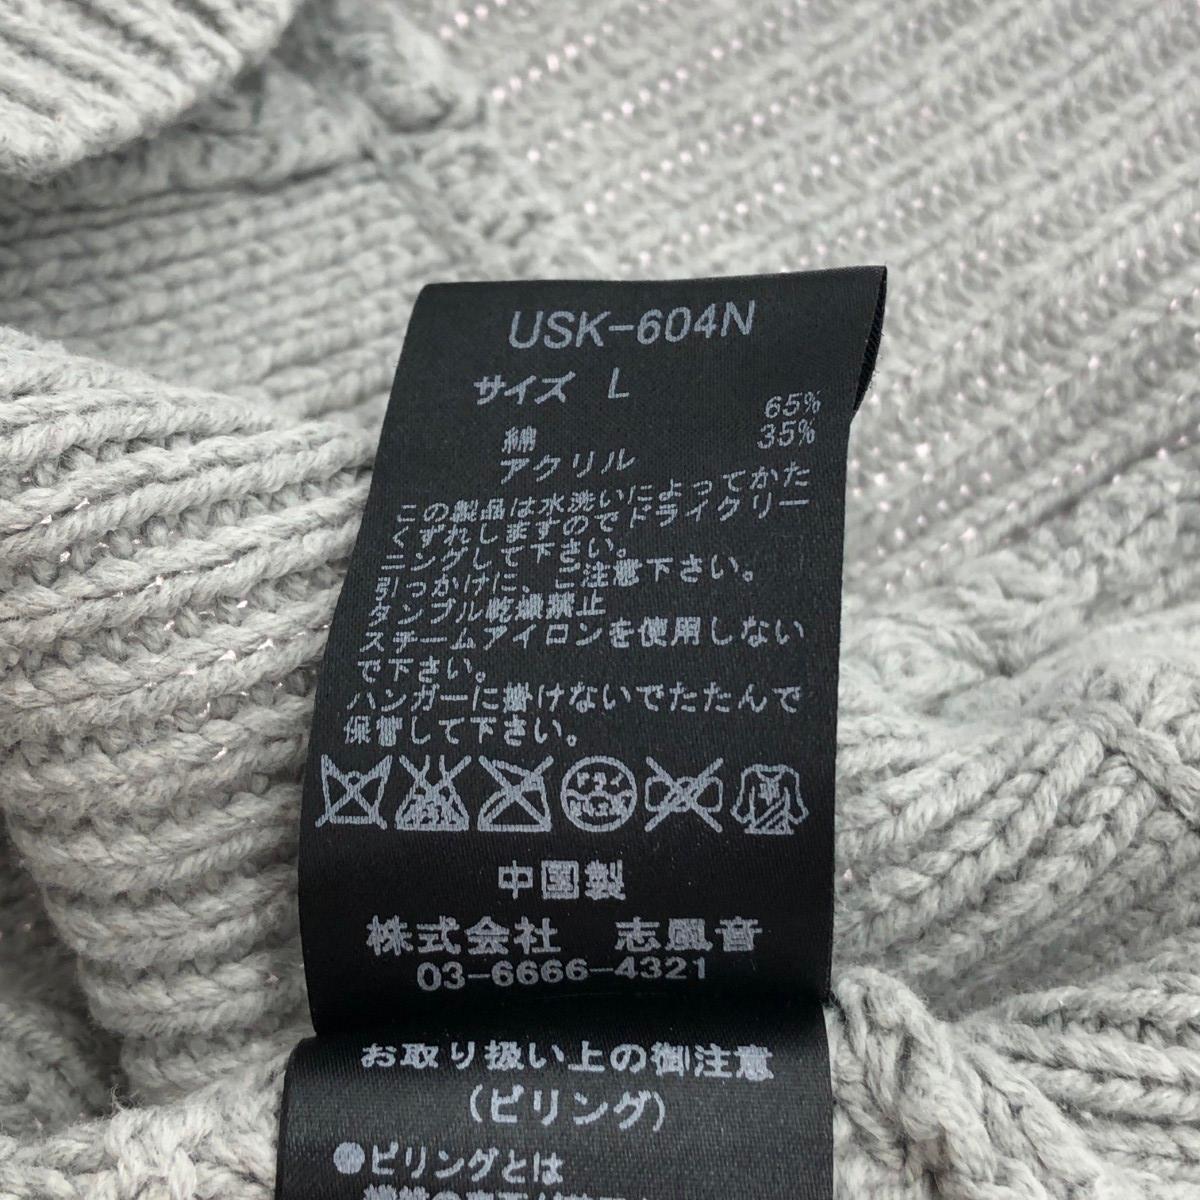 USK-604N
サイズ L
65%
綿 35%
アクリル
この製品は水洗いによってかた
くずれしますのでドライクリー
ニングして下さい。
引っかけに、ご注意下さい。
タンブル乾燥禁止
スチームアイロンを使用しない
で下さい。
ハンガーに掛けないでたたんで
保管して下さい。
中国製
株式会社 志風音
03-6666-4321
お取り扱い上の御注意
(ピリング)
●ピリングとは